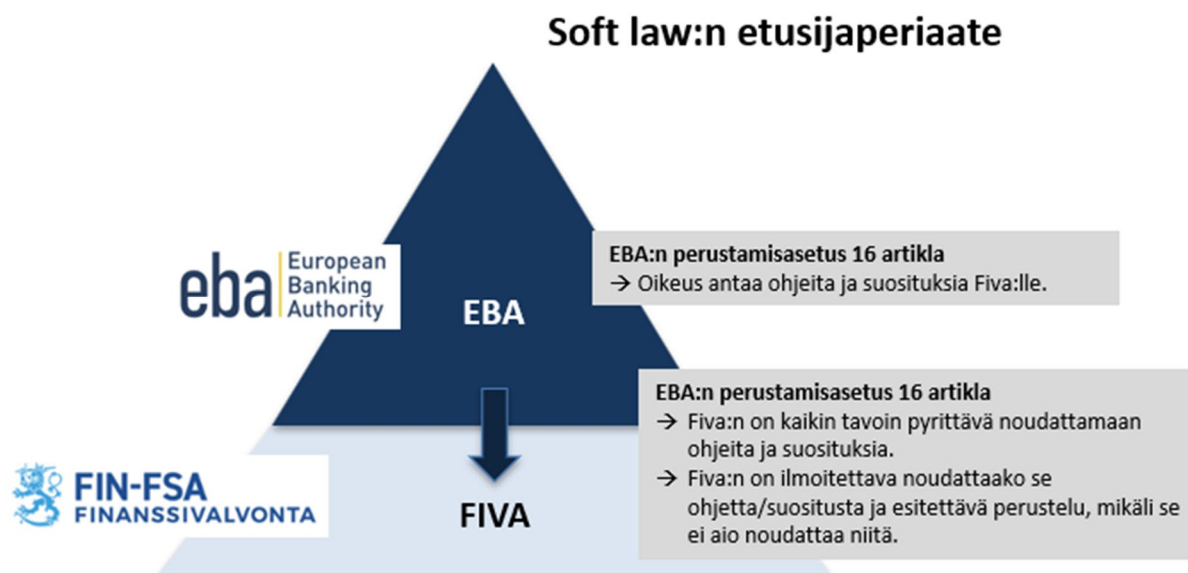 Soft law:n etusijaperiaate
eba
European
Banking
Authority
EBA
EBA:n perustamisasetus 16 artikla
→ Oikeus antaa ohjeita ja suosituksia Fiva:lle.
EBA:n perustamisasetus 16 artikla
→ Fiva:n on kaikin tavoin pyrittävä noudattamaan
ohjeita ja suosituksia.
→ Fiva:n on ilmoitettava noudattaako se
ohjetta/suositusta ja esitettävä perustelu, mikäli se
ei aio noudattaa niitä.
FIN-FSA
FINANSSIVALVONTA
FIVA